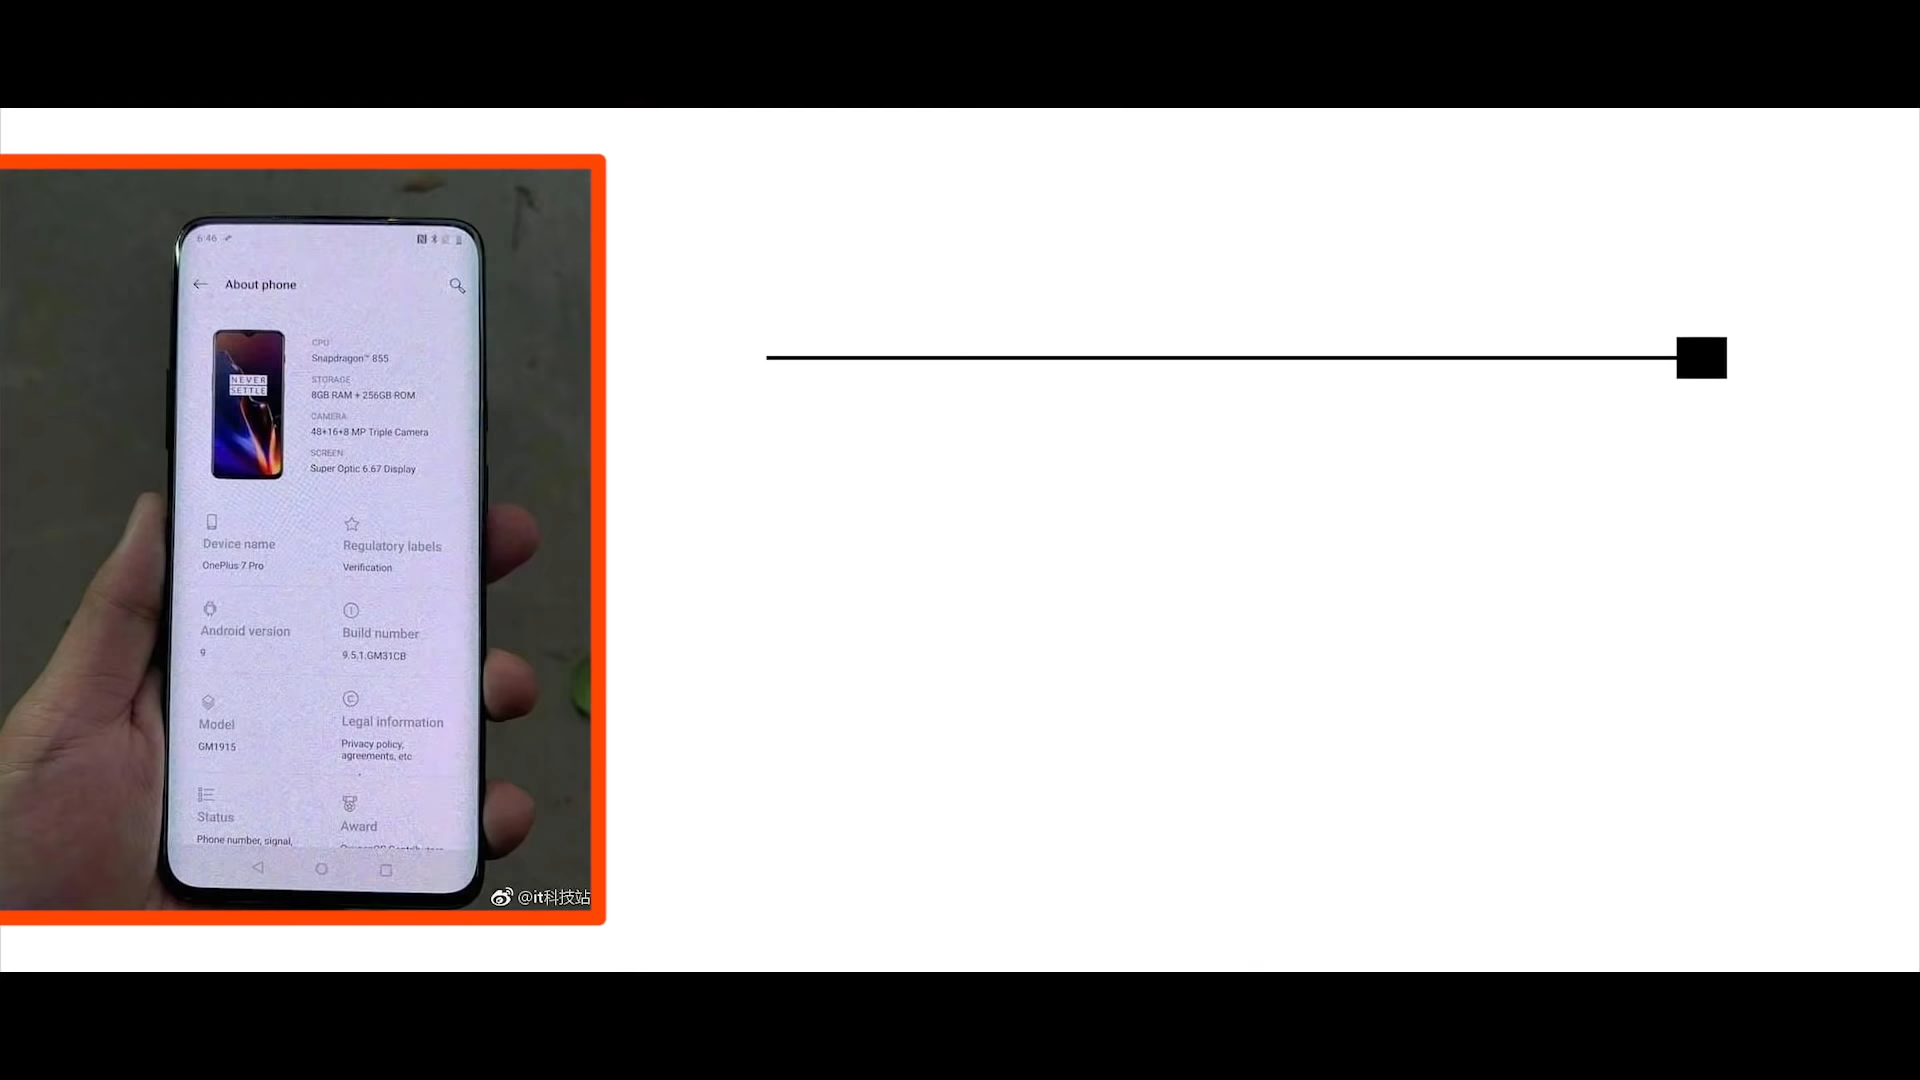 6:46
About phone
NEVER
SETTLE
CPU
Snapdragon™ 855
STORAGE
8GB RAM + 256GB ROM
CAMERA
48+16+8 MP Triple Camera
SCREEN
Super Optic 6.67 Display
Device name
OnePlus 7 Pro
Regulatory labels
Verification
Android version
9
Build number
9.5.1.GM31CB
Model
GM1915
Legal information
Privacy policy,
agreements, etc
Status
Phone number, signal,
Award
@it科技站